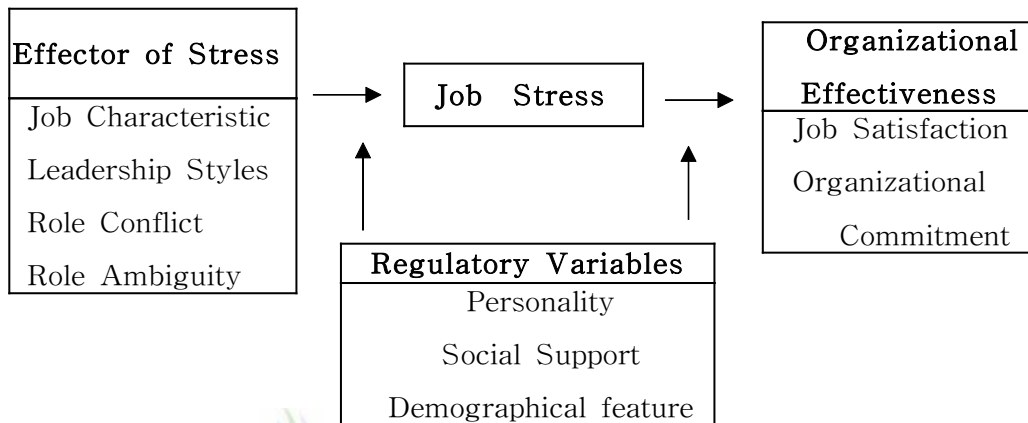 Effector of Stress
Job Characteristic
Leadership Styles
Role Conflict
Role Ambiguity
Job Stress
Organizational
Effectiveness
Job Satisfaction
Organizational
Commitment
Regulatory Variables
Personality
Social Support
Demographical feature